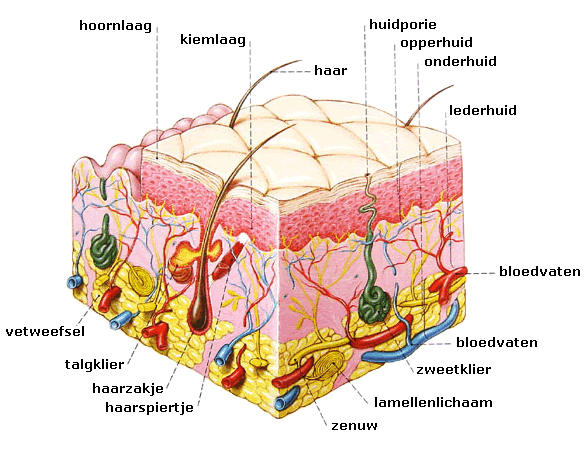 hoornlaag
kiemlaag
huidporie
opperhuid
onderhuid
haar
lederhuid
bloedvaten
vetweefsel
bloedvaten
talgklier
zweetklier
haarzakje
haarspiertje
lamellenlichaam
zenuw